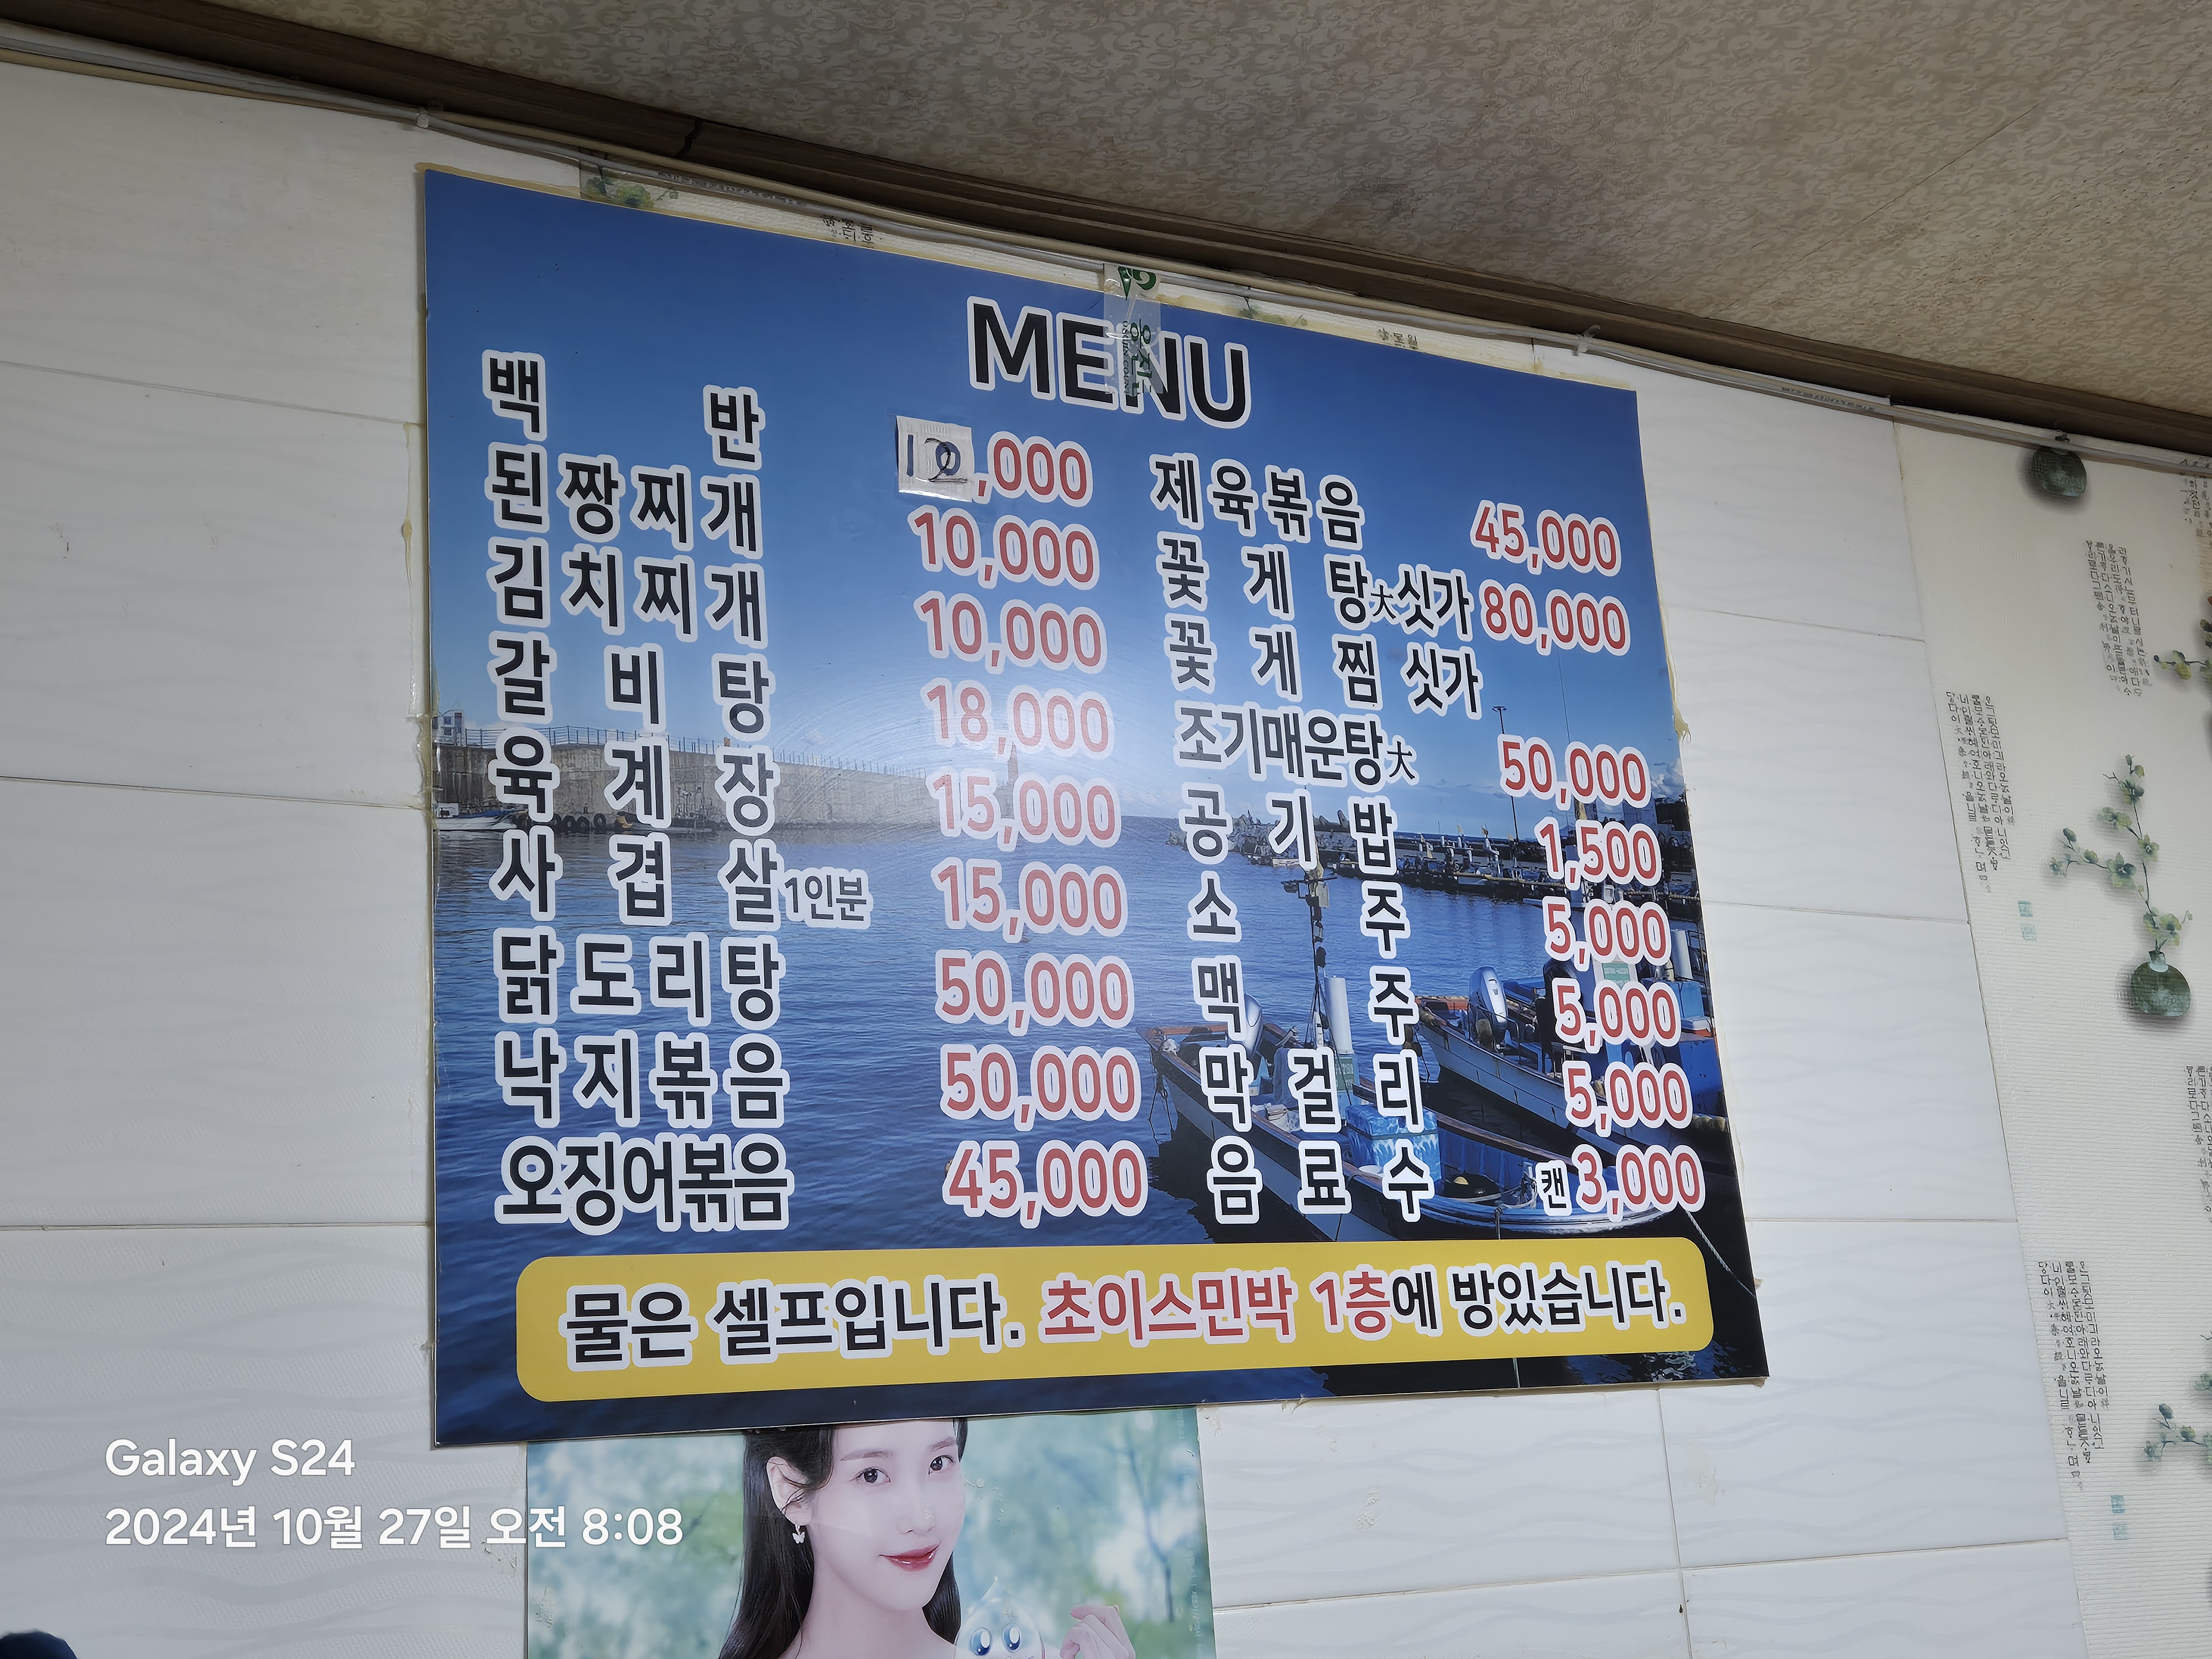 MENU
백반 12,000
된짱찌개 10,000
김치찌개 10,000
갈비탕 18,000
육계장 15,000
사겹살 1인분 15,000
닭도리탕 50,000
낙지볶음 50,000
오징어볶음 45,000
제육볶음 45,000
꽃게탕大 싯가 80,000
꽃게찜 싯가
조기매운탕大 50,000
공기밥 1,500
소주 5,000
맥주 5,000
막걸리 5,000
음료수 캔 3,000
물은 셀프입니다. 초이스민박 1층에 방있습니다.
Galaxy S24
2024년 10월 27일 오전 8:08